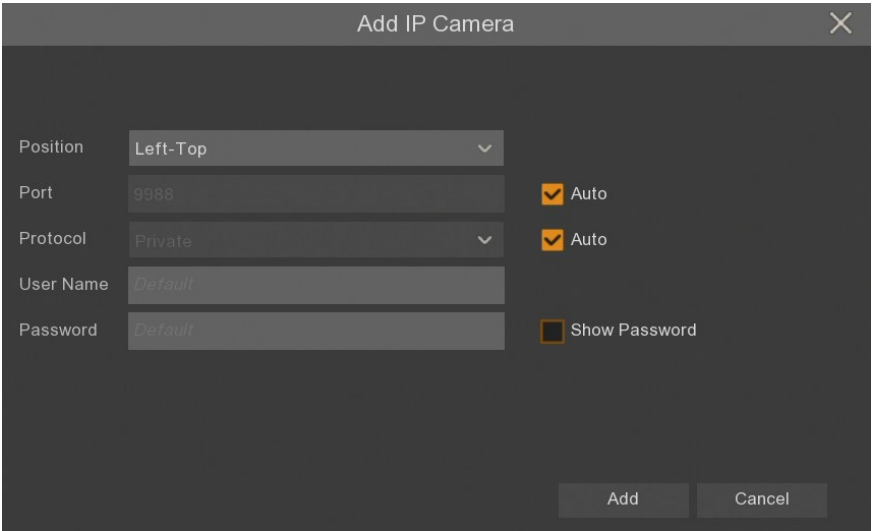 Add IP Camera
Position Left-Top
Port 9988 Auto
Protocol Private Auto
User Name Default
Password Default Show Password
Add Cancel